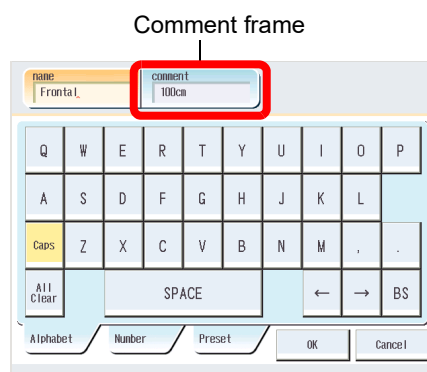 Comment frame
name comment
Frontal_ 100cm
Q W E R T Y U I O P
A S D F G H J K L
Caps Z X C V B N M , .
All Clear SPACE ← → BS
Alphabet Number Preset OK Cancel